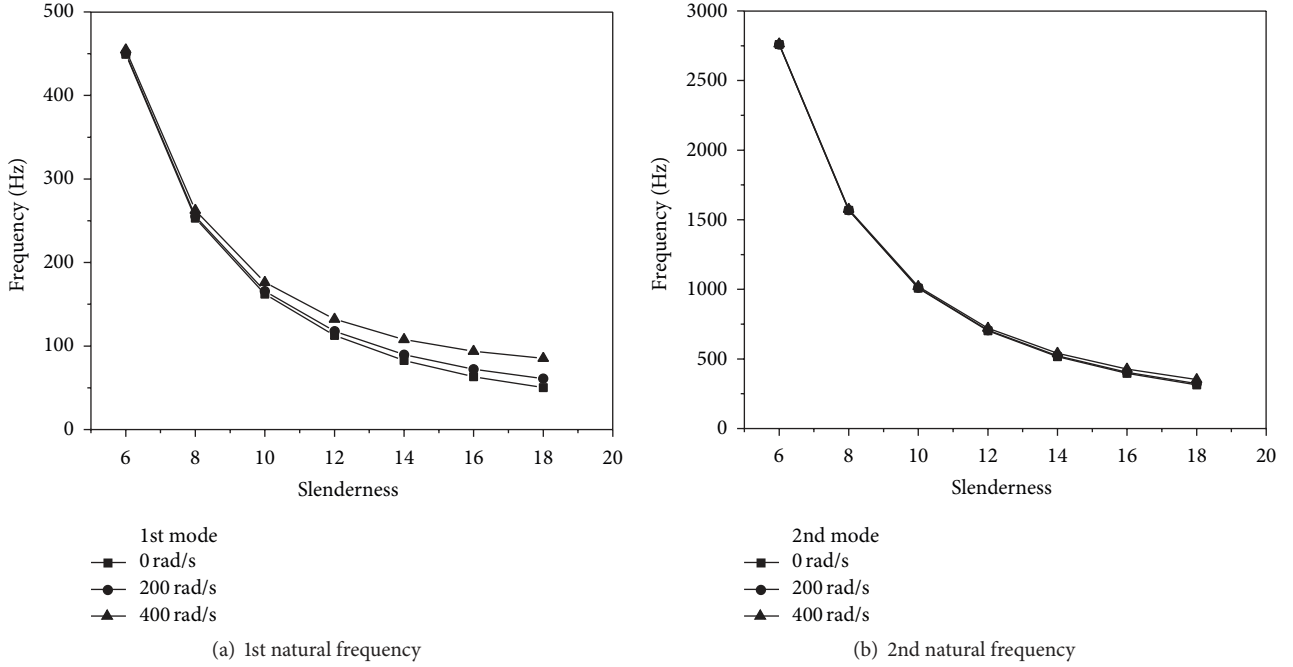 500
400
300
200
100
0
Frequency (Hz)
6 8 10 12 14 16 18 20
Slenderness
1st mode
0 rad/s
200 rad/s
400 rad/s
(a) 1st natural frequency
3000
2500
2000
1500
1000
500
0
Frequency (Hz)
6 8 10 12 14 16 18 20
Slenderness
2nd mode
0 rad/s
200 rad/s
400 rad/s
(b) 2nd natural frequency